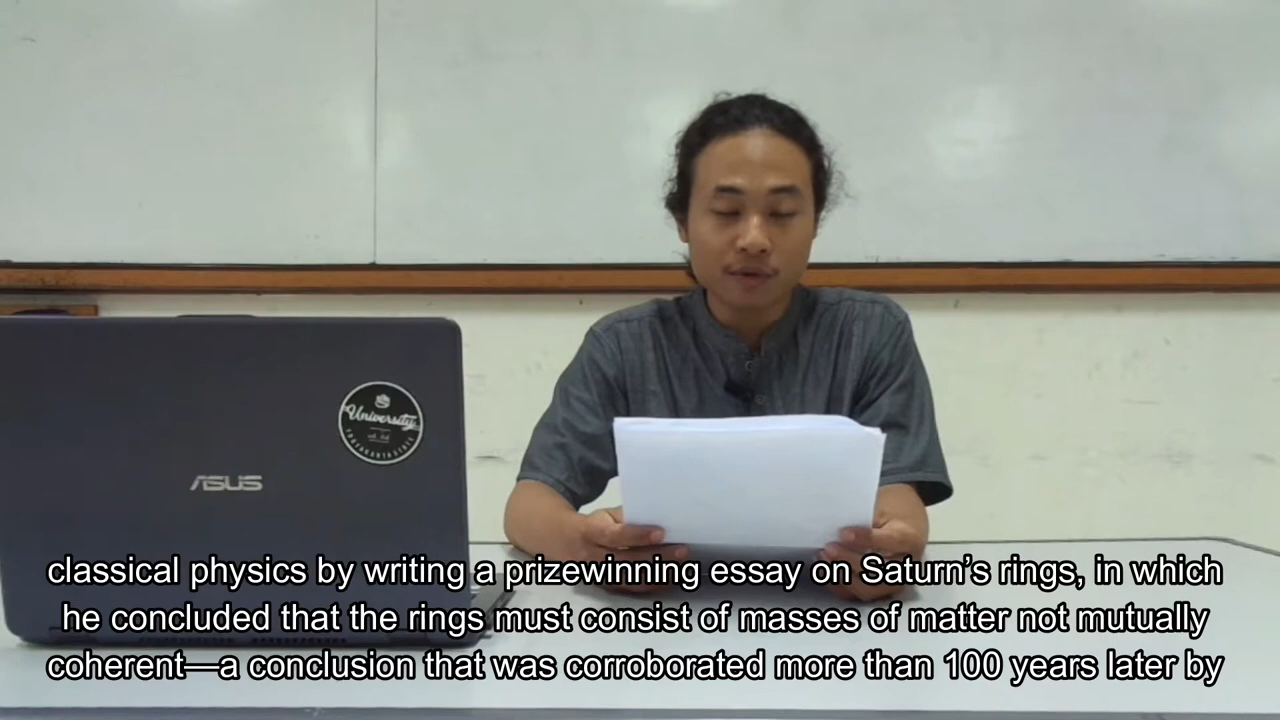 University
ASUS
classical physics by writing a prizewinning essay on Saturn’s rings, in which
he concluded that the rings must consist of masses of matter not mutually
coherent—a conclusion that was corroborated more than 100 years later by